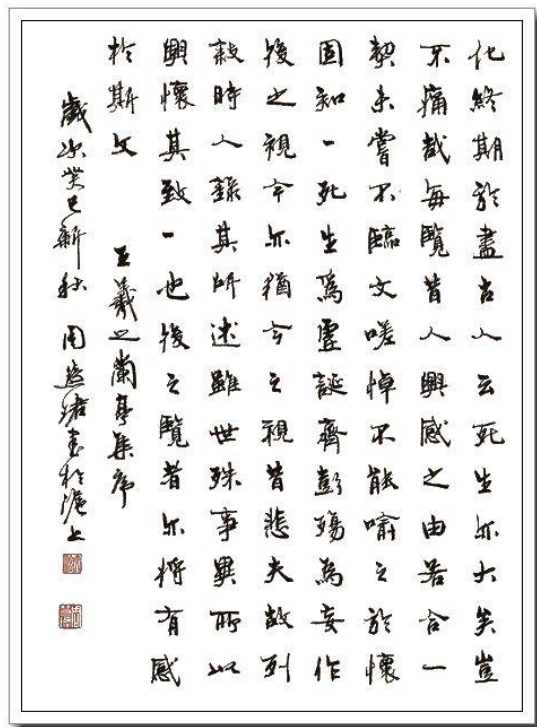 化終期於盡古人云死生亦大矣豈
不痛哉每覽昔人興感之由若合一
契未嘗不臨文嗟悼不能喻之於懷
固知一死生爲虛誕齊彭殤為妄作
後之視今亦猶今之視昔悲夫故列
敘時人錄其所述雖世殊事異所以
興懷其致一也後之覽者亦將有感
於斯文 王羲之蘭亭集序
歲次癸巳新秋 周書於滬上